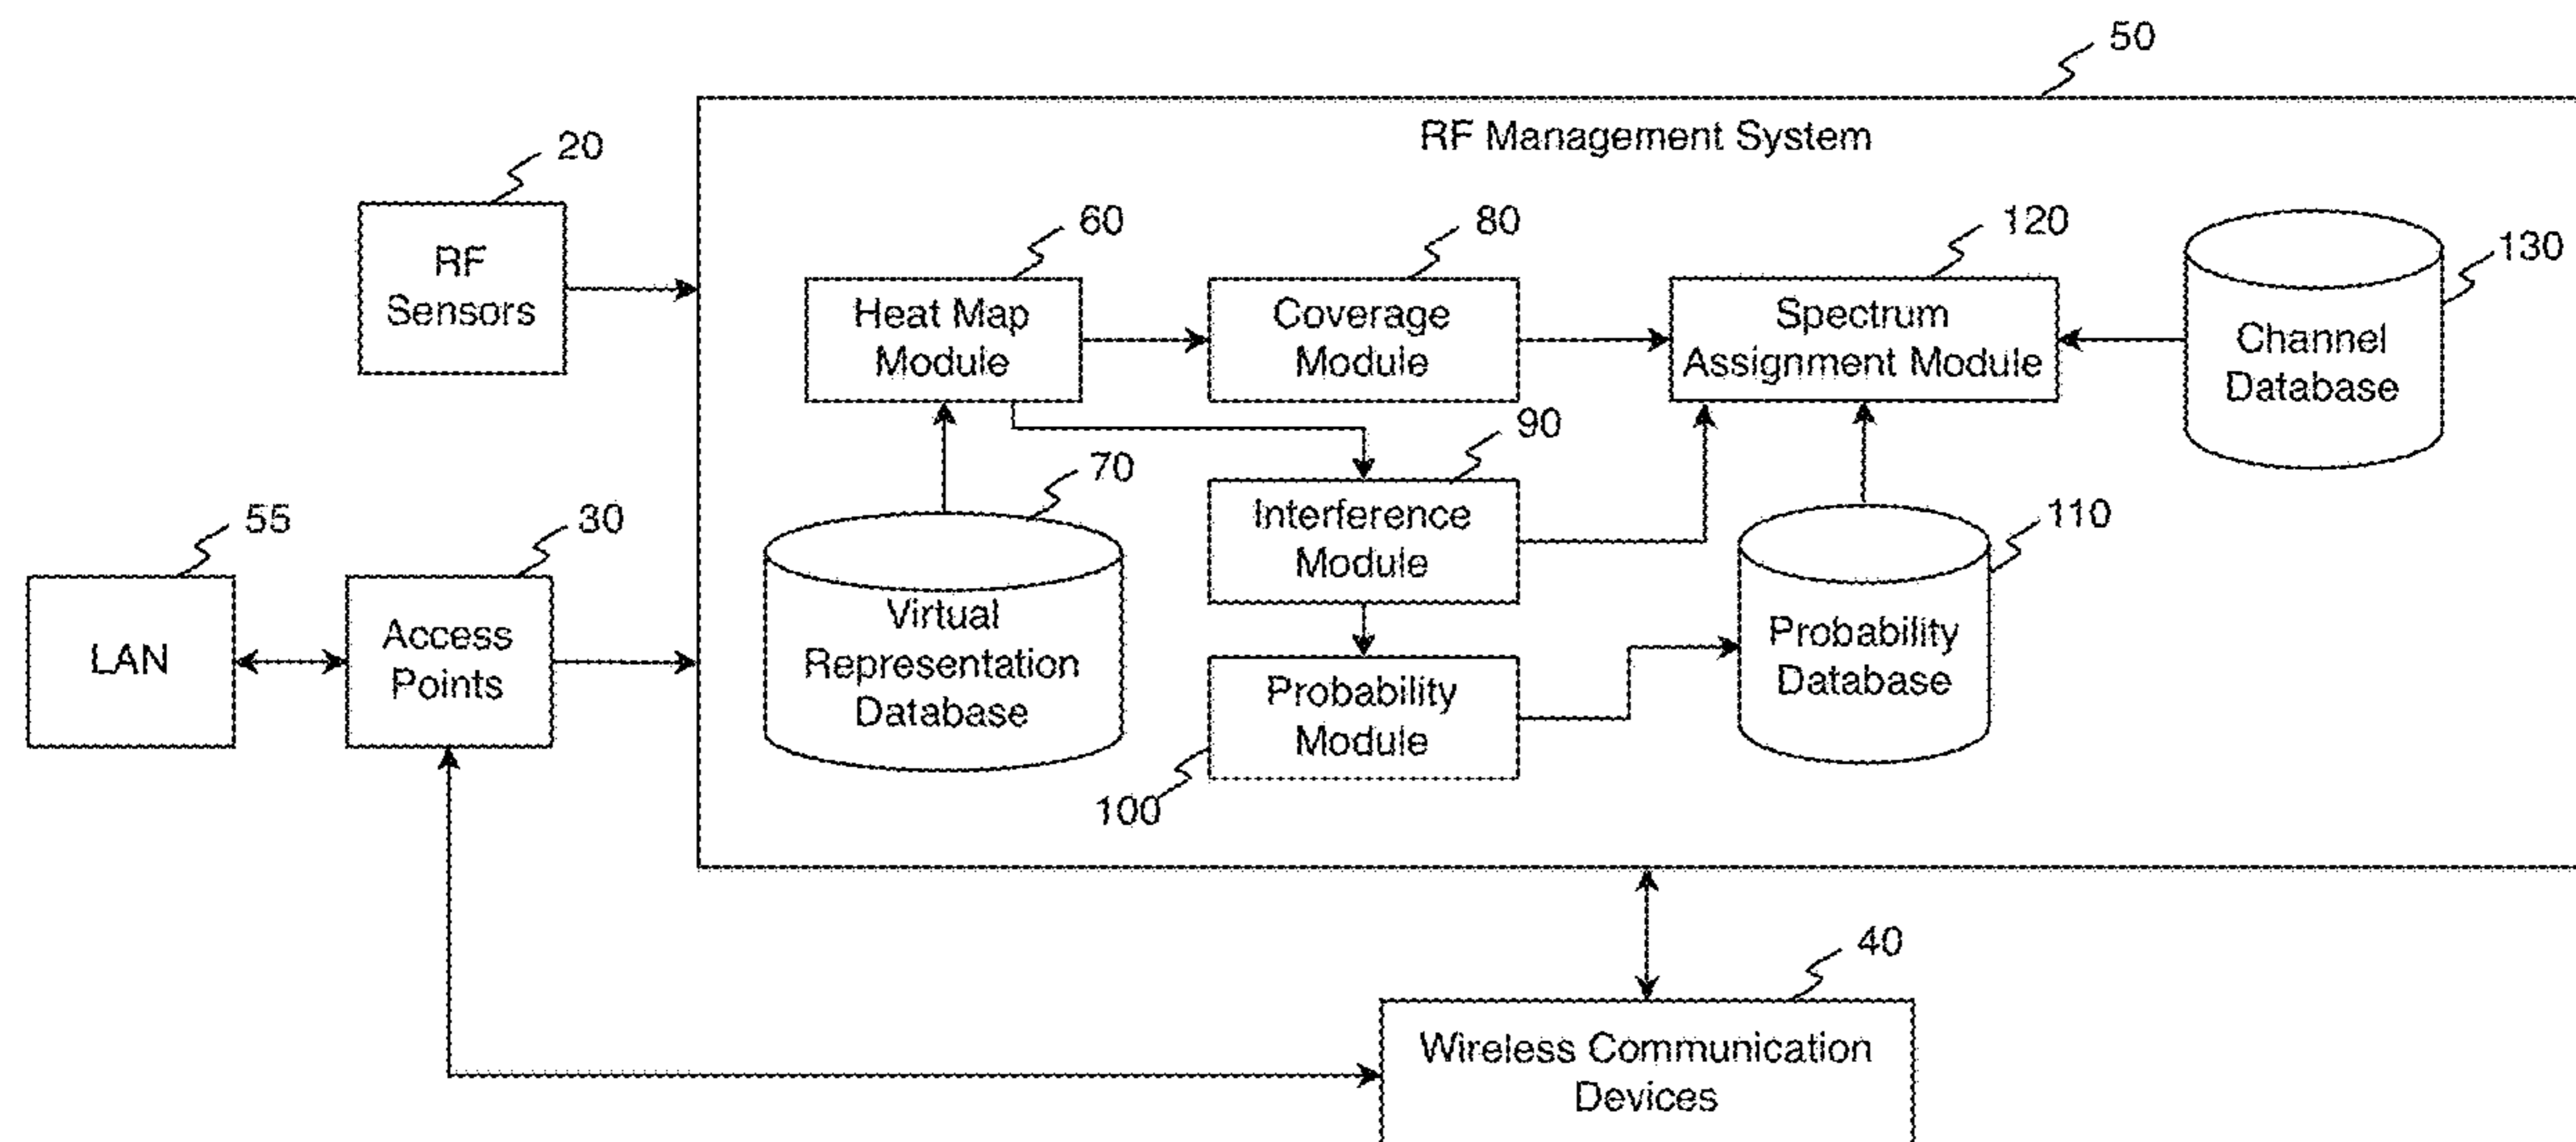 50
RF Management System
20
RF
Sensors
60
Heat Map
Module
80
Coverage
Module
120
Spectrum
Assignment Module
130
Channel
Database
90
Interference
Module
70
Virtual
Representation
Database
110
Probability
Database
100
Probability
Module
55
LAN
30
Access
Points
40
Wireless Communication
Devices